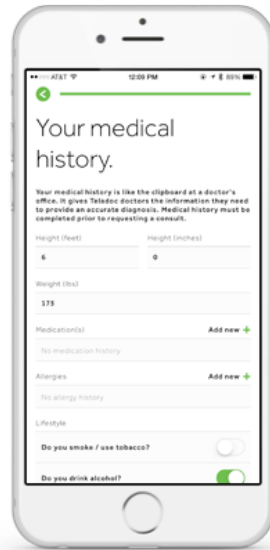 AT&T 12:09 PM 89%
Your medical
history.
Your medical history is like the clipboard at a doctor's
office. It gives Teladoc doctors the information they need
to provide an accurate diagnosis. Medical history must be
completed prior to requesting a consult.
Height (feet) Height (inches)
6 0
Weight (lbs)
173
Medication(s) Add new +
No medication history
Allergies Add new +
No allergy history
Lifestyle
Do you smoke / use tobacco?
Do you drink alcohol?